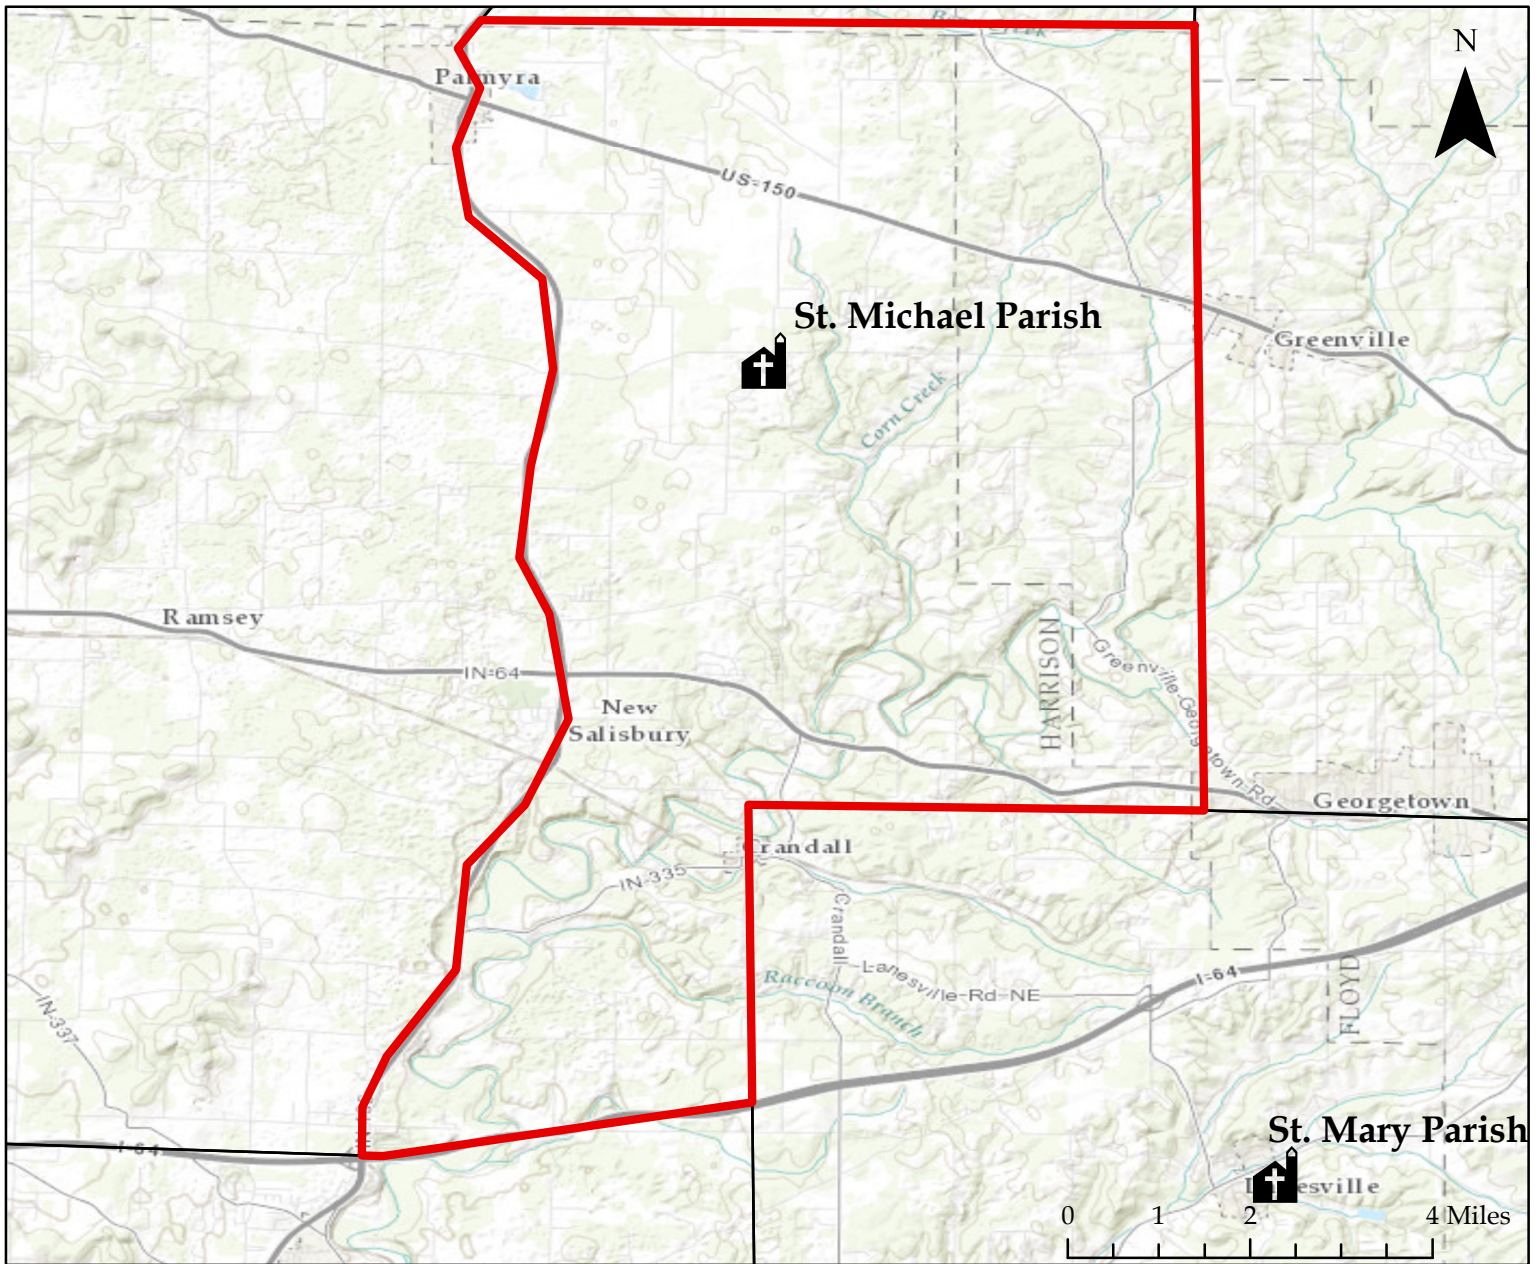 N
Palmyra
US-150
St. Michael Parish
Greenville
Corn Creek
Ramsey
IN-64
New
Salisbury
HARRISON
Greenville-Georgetown-Rd
Georgetown
Crandall
IN-335
Crandall
Lanesville-Rd-NE
Raccoon Branch
I-64
FLOYD
IN-337
I-64
St. Mary Parish
Lanesville
0 1 2 4 Miles